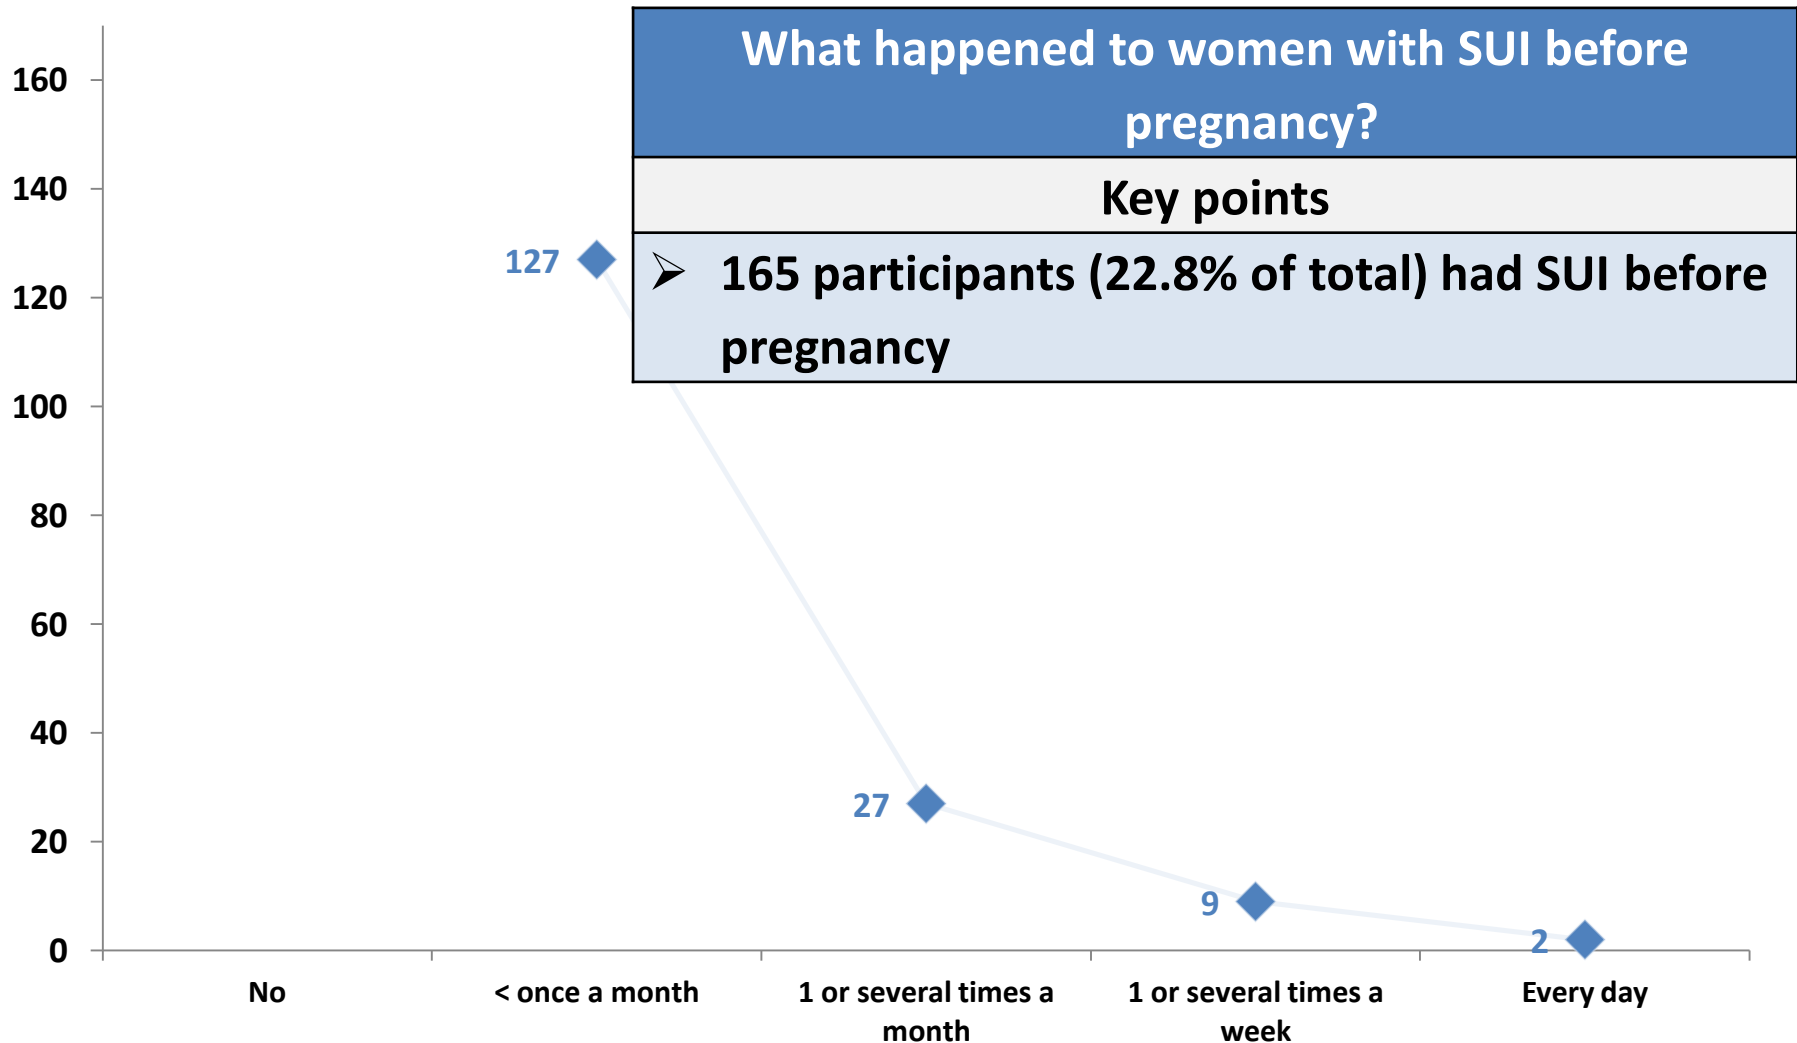 What happened to women with SUI before
pregnancy?
Key points
➢ 165 participants (22.8% of total) had SUI before
pregnancy
160
140
120
100
80
60
40
20
0
127
27
9
2
No
< once a month
1 or several times a
month
1 or several times a
week
Every day